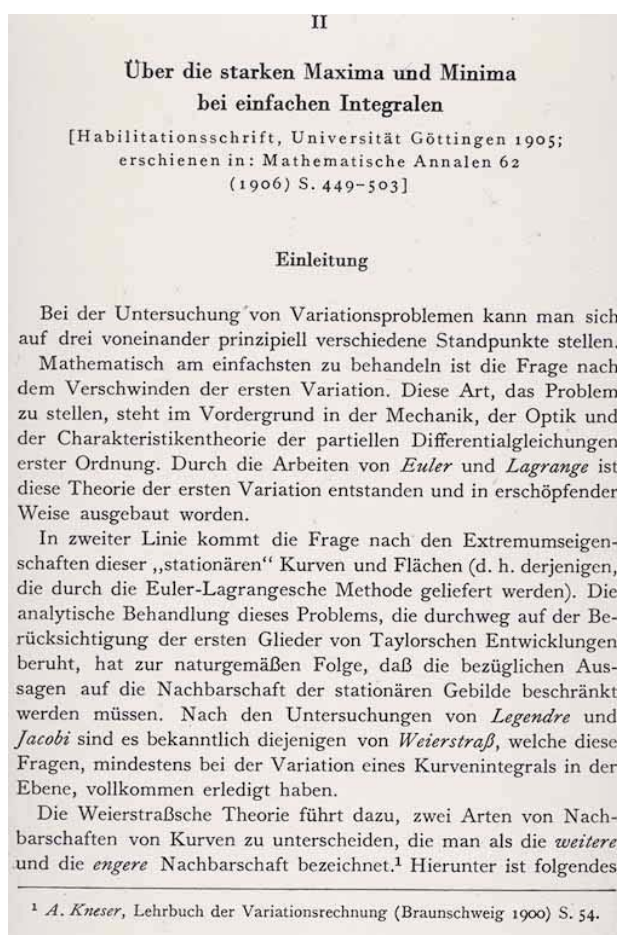 II
Über die starken Maxima und Minima
bei einfachen Integralen
[Habilitationsschrift, Universität Göttingen 1905;
erschienen in: Mathematische Annalen 62
(1906) S. 449–503]
Einleitung
Bei der Untersuchung von Variationsproblemen kann man sich
auf drei voneinander prinzipiell verschiedene Standpunkte stellen.
Mathematisch am einfachsten zu behandeln ist die Frage nach
dem Verschwinden der ersten Variation. Diese Art, das Problem
zu stellen, steht im Vordergrund in der Mechanik, der Optik und
der Charakteristikentheorie der partiellen Differentialgleichungen
erster Ordnung. Durch die Arbeiten von Euler und Lagrange ist
diese Theorie der ersten Variation entstanden und in erschöpfender
Weise ausgebaut worden.
In zweiter Linie kommt die Frage nach den Extremumseigen-
schaften dieser „stationären“ Kurven und Flächen (d. h. derjenigen,
die durch die Euler-Lagrangesche Methode geliefert werden). Die
analytische Behandlung dieses Problems, die durchweg auf der Be-
rücksichtigung der ersten Glieder von Taylorschen Entwicklungen
beruht, hat zur naturgemäßen Folge, daß die bezüglichen Aus-
sagen auf die Nachbarschaft der stationären Gebilde beschränkt
werden müssen. Nach den Untersuchungen von Legendre und
Jacobi sind es bekanntlich diejenigen von Weierstraß, welche diese
Fragen, mindestens bei der Variation eines Kurvenintegrals in der
Ebene, vollkommen erledigt haben.
Die Weierstraßsche Theorie führt dazu, zwei Arten von Nach-
barschaften von Kurven zu unterscheiden, die man als die weitere
und die engere Nachbarschaft bezeichnet.¹ Hierunter ist folgendes
¹ A. Kneser, Lehrbuch der Variationsrechnung (Braunschweig 1900) S. 54.